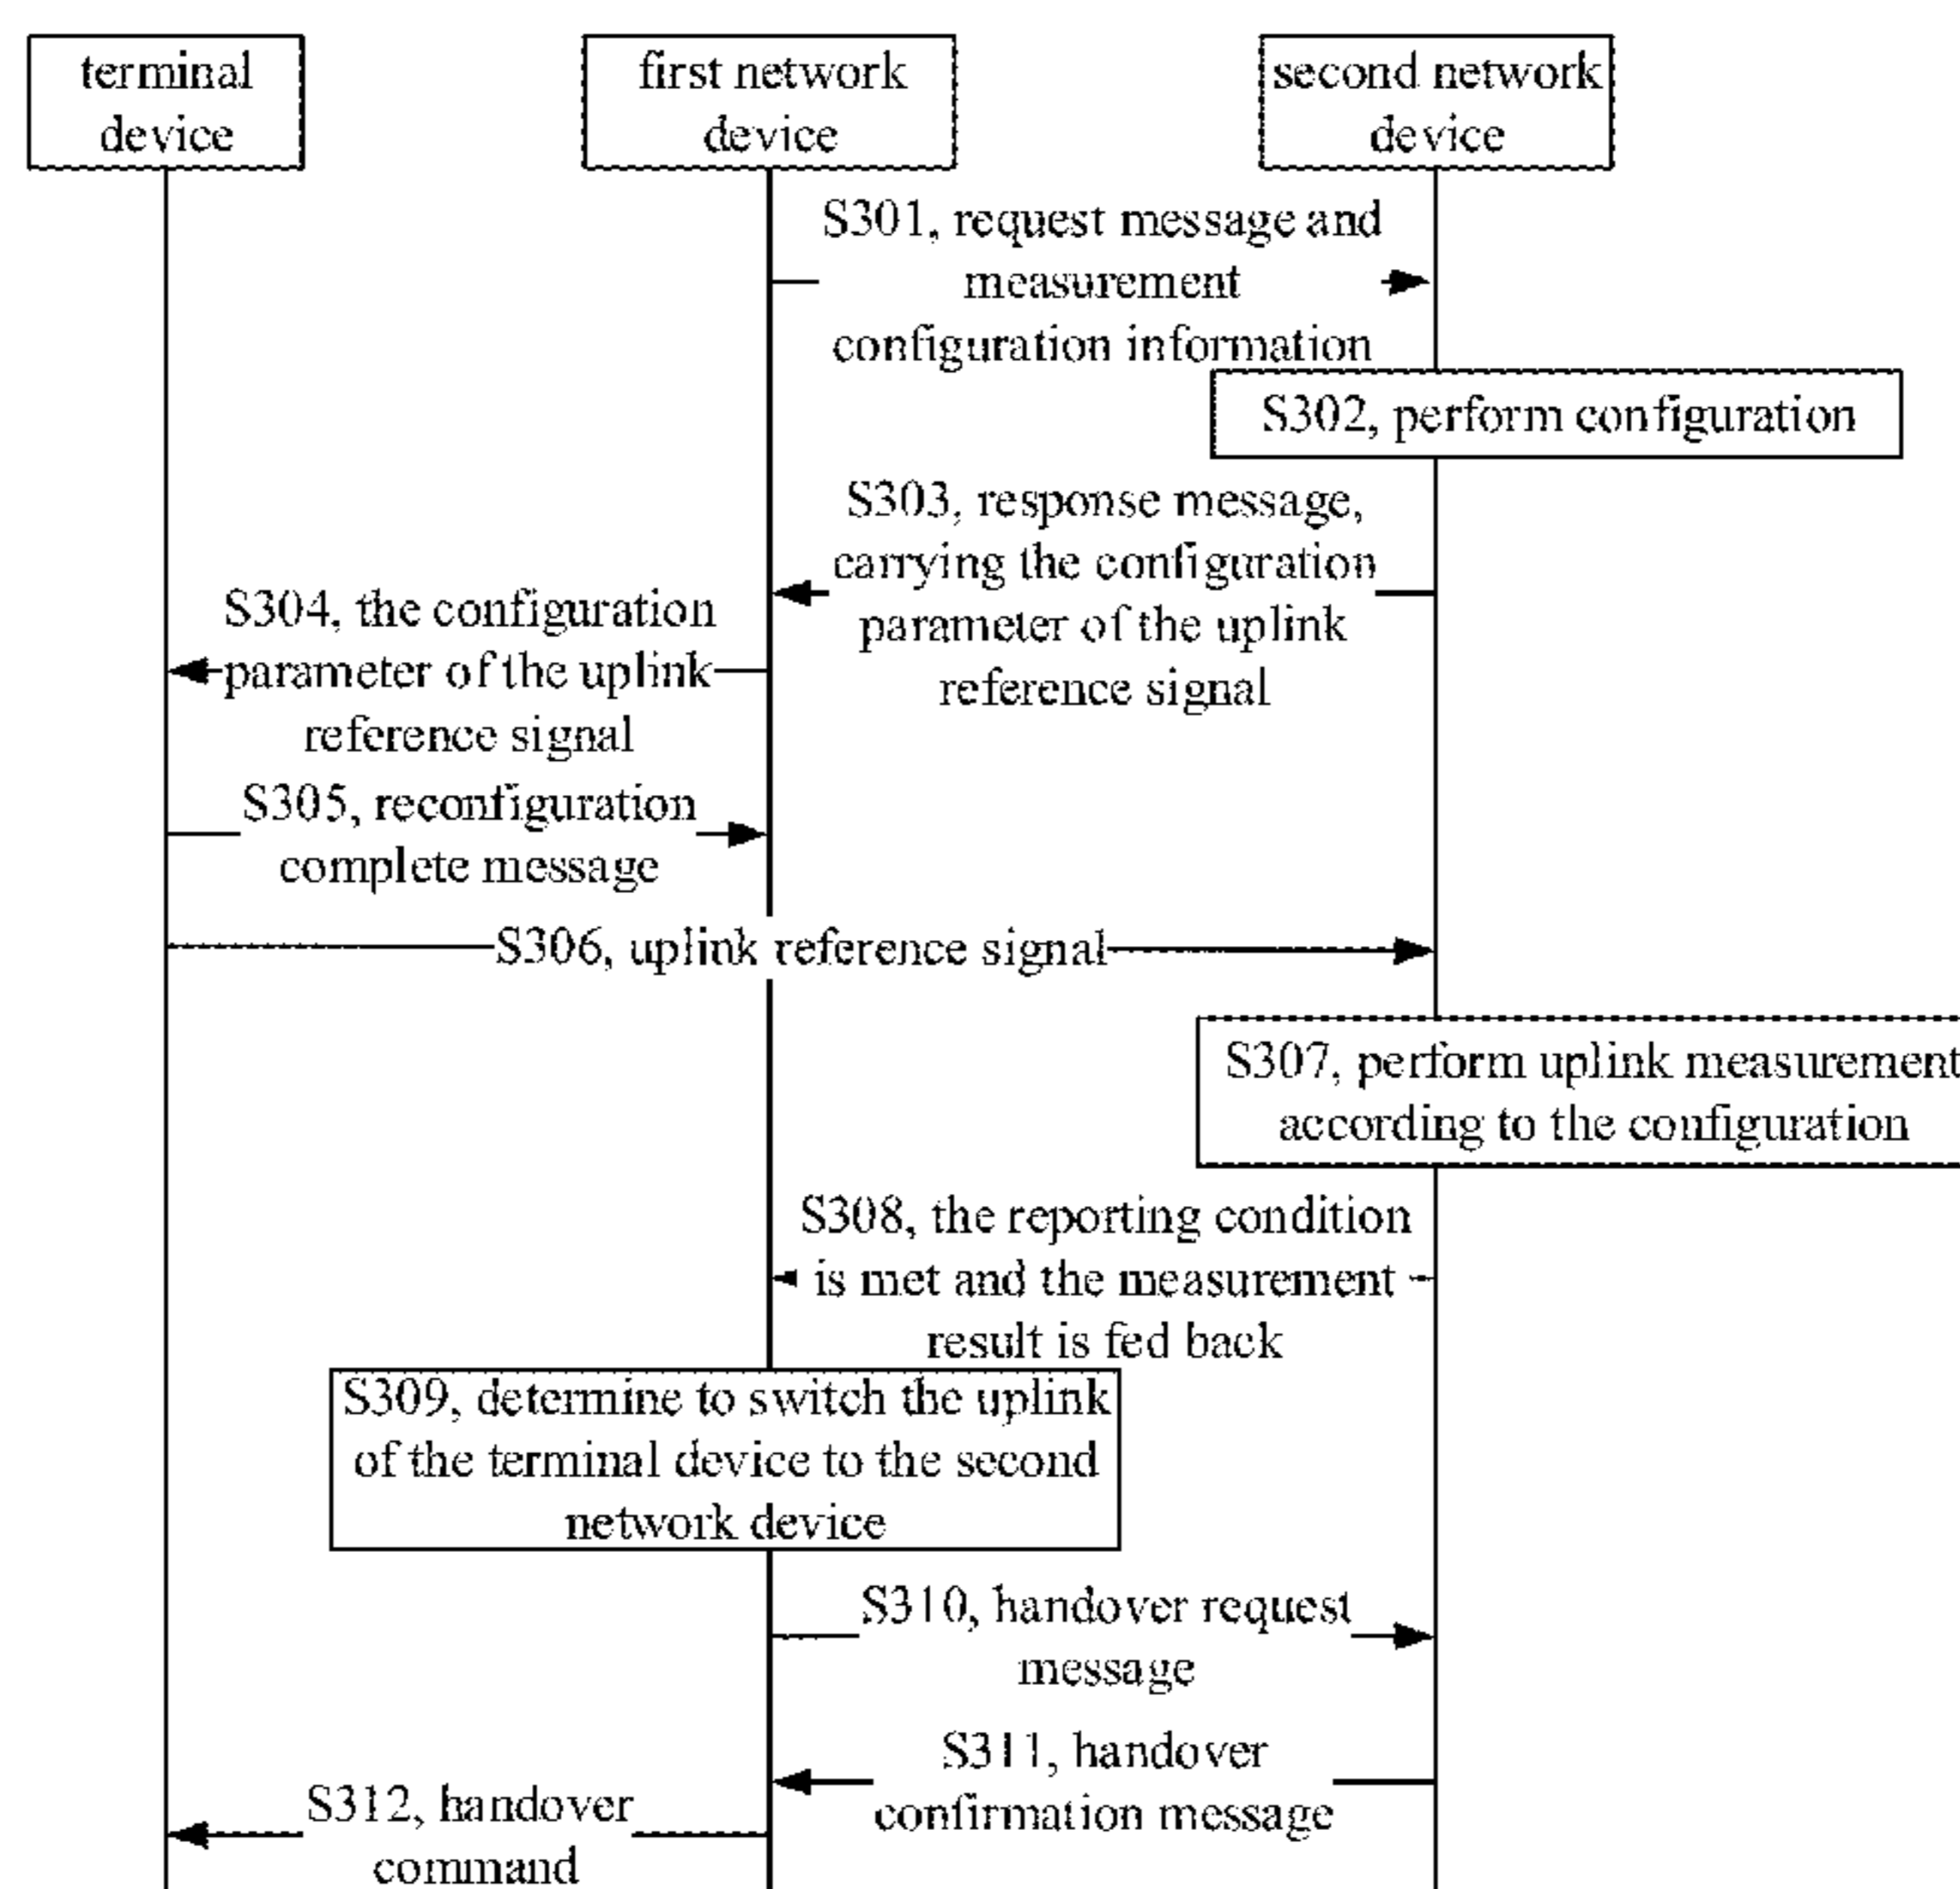 terminal
device
first network
device
second network
device
S301, request message and
measurement
configuration information
S302, perform configuration
S303, response message,
carrying the configuration
parameter of the uplink
reference signal
S304, the configuration
parameter of the uplink
reference signal
S305, reconfiguration
complete message
S306, uplink reference signal
S307, perform uplink measurement
according to the configuration
S308, the reporting condition
is met and the measurement
result is fed back
S309, determine to switch the uplink
of the terminal device to the second
network device
S310, handover request
message
S311, handover
confirmation message
S312, handover
command